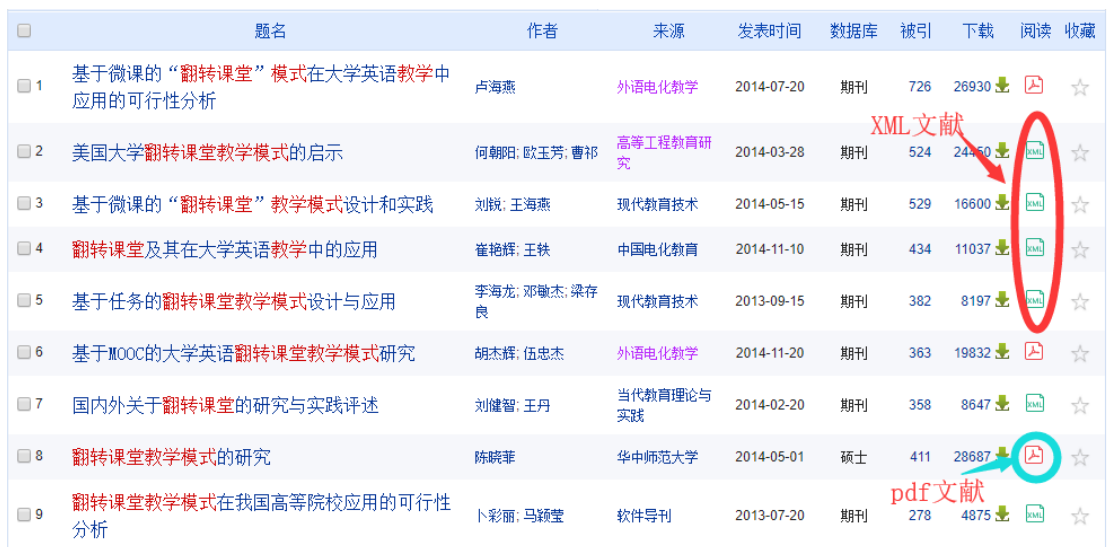 题名 作者 来源 发表时间 数据库 被引 下载 阅读 收藏
1 基于微课的“翻转课堂”模式在大学英语教学中
应用的可行性分析 卢海燕 外语电化教学 2014-07-20 期刊 726 26930
XML文献
2 美国大学翻转课堂教学模式的启示 何朝阳; 欧玉芳; 曹祁 高等工程教育研
究 2014-03-28 期刊 524 24450 XML
3 基于微课的“翻转课堂”教学模式设计和实践 刘锐; 王海燕 现代教育技术 2014-05-15 期刊 529 16600 XML
4 翻转课堂及其在大学英语教学中的应用 崔艳辉; 王轶 中国电化教育 2014-11-10 期刊 434 11037 XML
5 基于任务的翻转课堂教学模式设计与应用 李海龙; 邓敏杰; 梁存
良 现代教育技术 2013-09-15 期刊 382 8197 XML
6 基于MOOC的大学英语翻转课堂教学模式研究 胡杰辉; 伍忠杰 外语电化教学 2014-11-20 期刊 363 19832
7 国内外关于翻转课堂的研究与实践评述 刘健智; 王丹 当代教育理论与
实践 2014-02-20 期刊 358 8647 XML
8 翻转课堂教学模式的研究 陈晓菲 华中师范大学 2014-05-01 硕士 411 28687
pdf文献
9 翻转课堂教学模式在我国高等院校应用的可行性
分析 卜彩丽; 马颖莹 软件导刊 2013-07-20 期刊 278 4875 XML